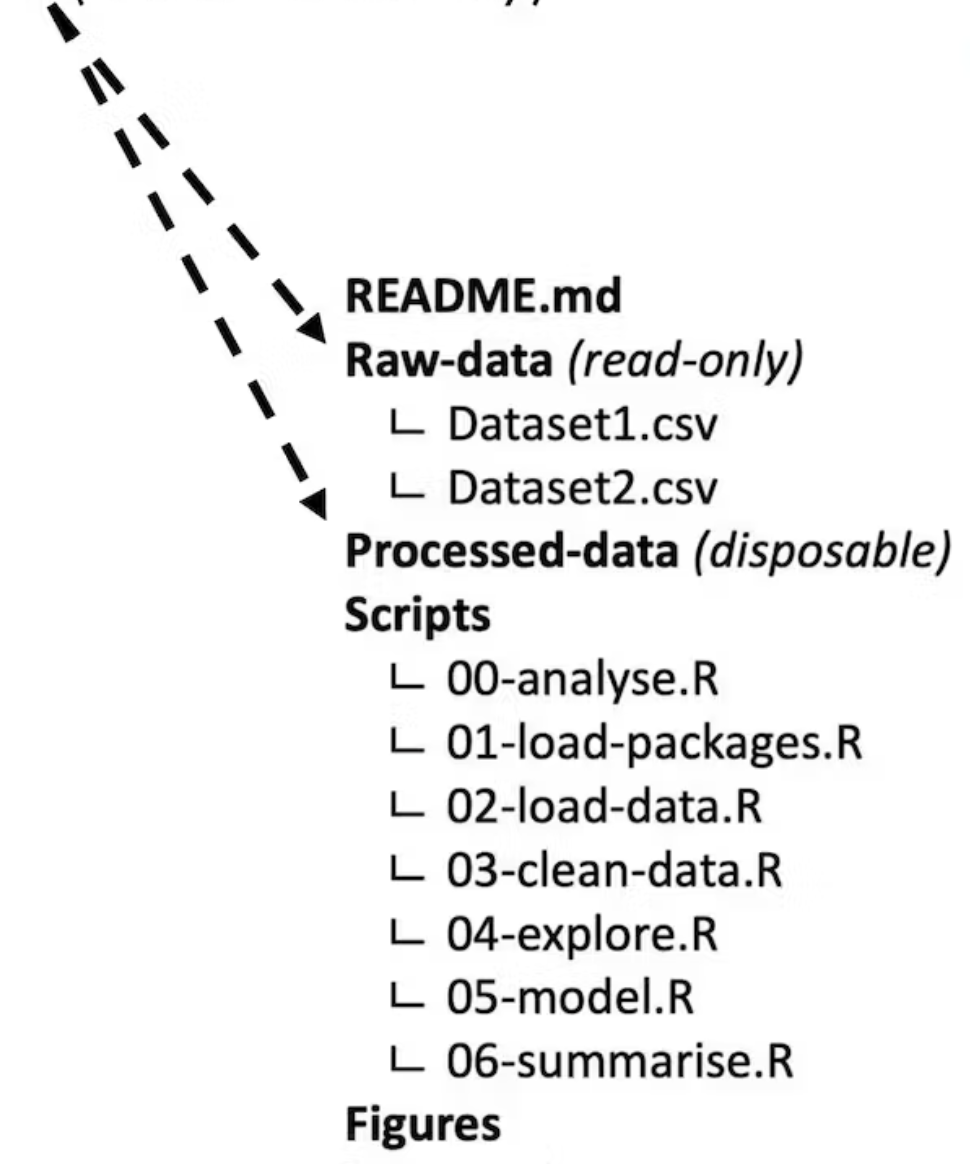 README.md
Raw-data (read-only)
∟ Dataset1.csv
∟ Dataset2.csv
Processed-data (disposable)
Scripts
∟ 00-analyse.R
∟ 01-load-packages.R
∟ 02-load-data.R
∟ 03-clean-data.R
∟ 04-explore.R
∟ 05-model.R
∟ 06-summarise.R
Figures